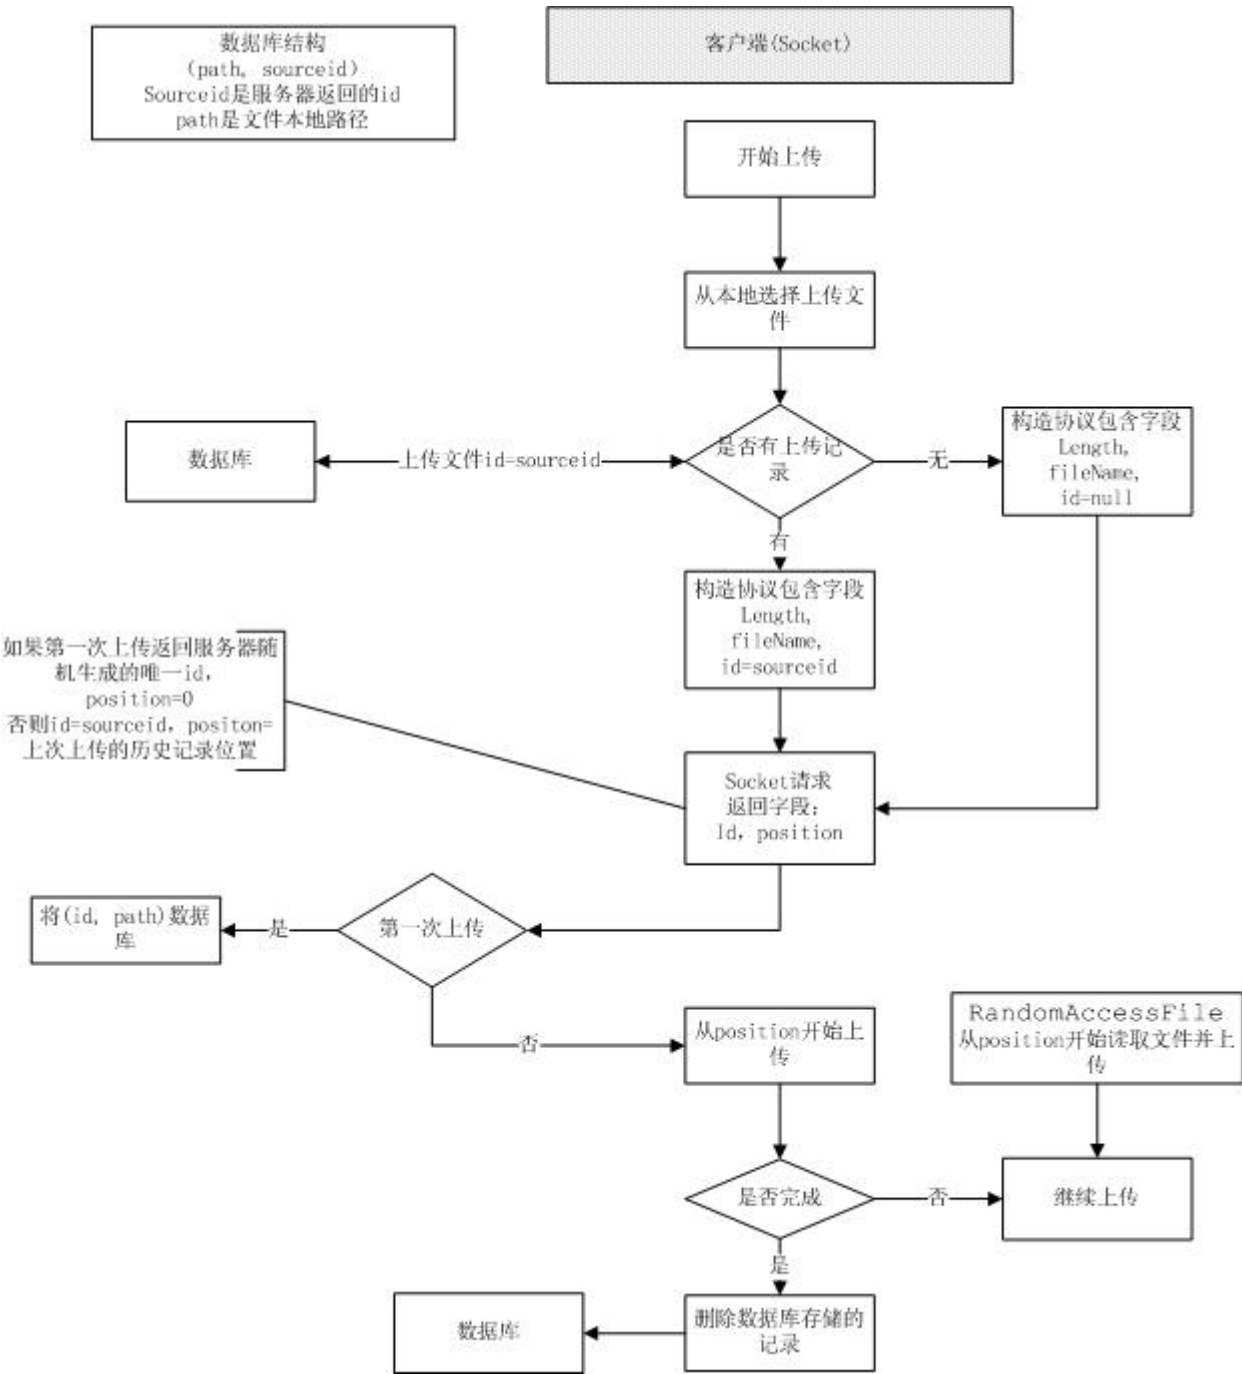 数据库结构
(path, sourceid)
Sourceid是服务器返回的id
path是文件本地路径
客户端(Socket)
开始上传
从本地选择上传文
件
数据库
上传文件id=sourceid
是否有上传记
录
无
构造协议包含字段
Length,
fileName,
id=null
有
构造协议包含字段
Length,
fileName,
id=sourceid
如果第一次上传返回服务器随
机生成的唯一id,
position=0
否则id=sourceid, positon=
上次上传的历史记录位置
Socket请求
返回字段:
Id, position
将(id, path)数据
库
是
第一次上传
否
从position开始上
传
RandomAccessFile
从position开始读取文件并上
传
是否完成
否
继续上传
是
数据库
删除数据库存储的
记录